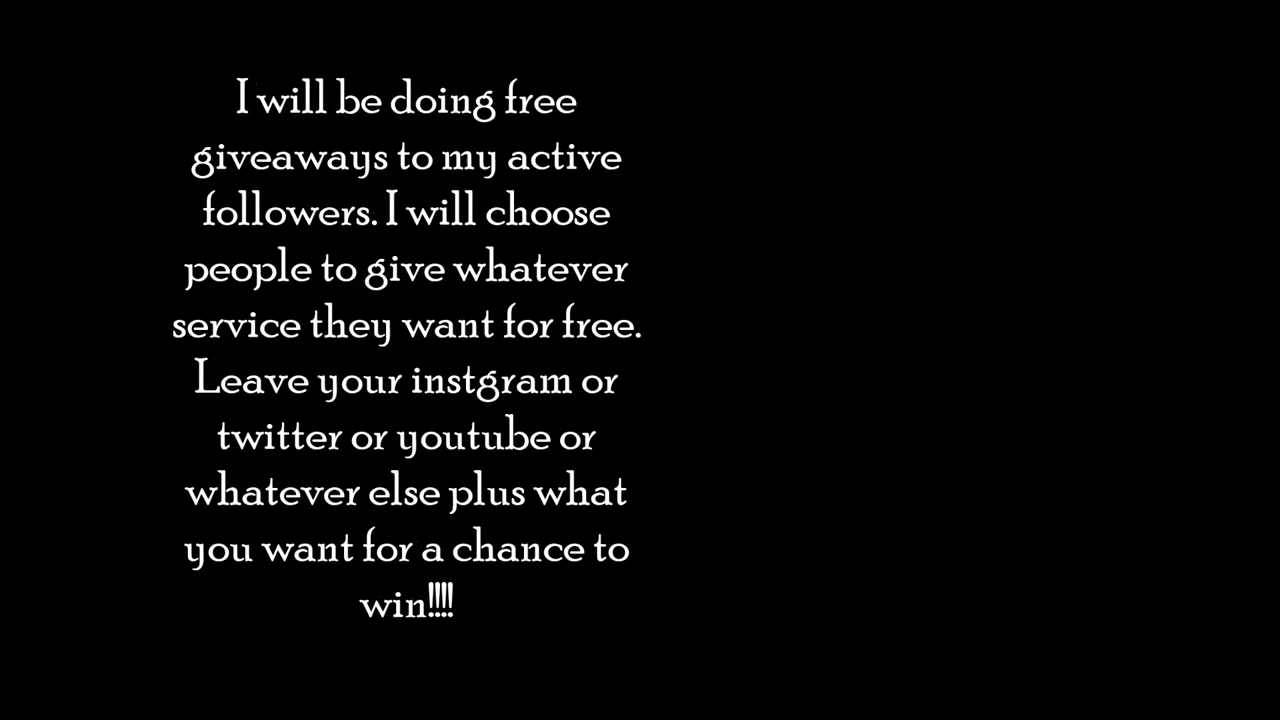 I will be doing free
giveaways to my active
followers. I will choose
people to give whatever
service they want for free.
Leave your instgram or
twitter or youtube or
whatever else plus what
you want for a chance to
win!!!!